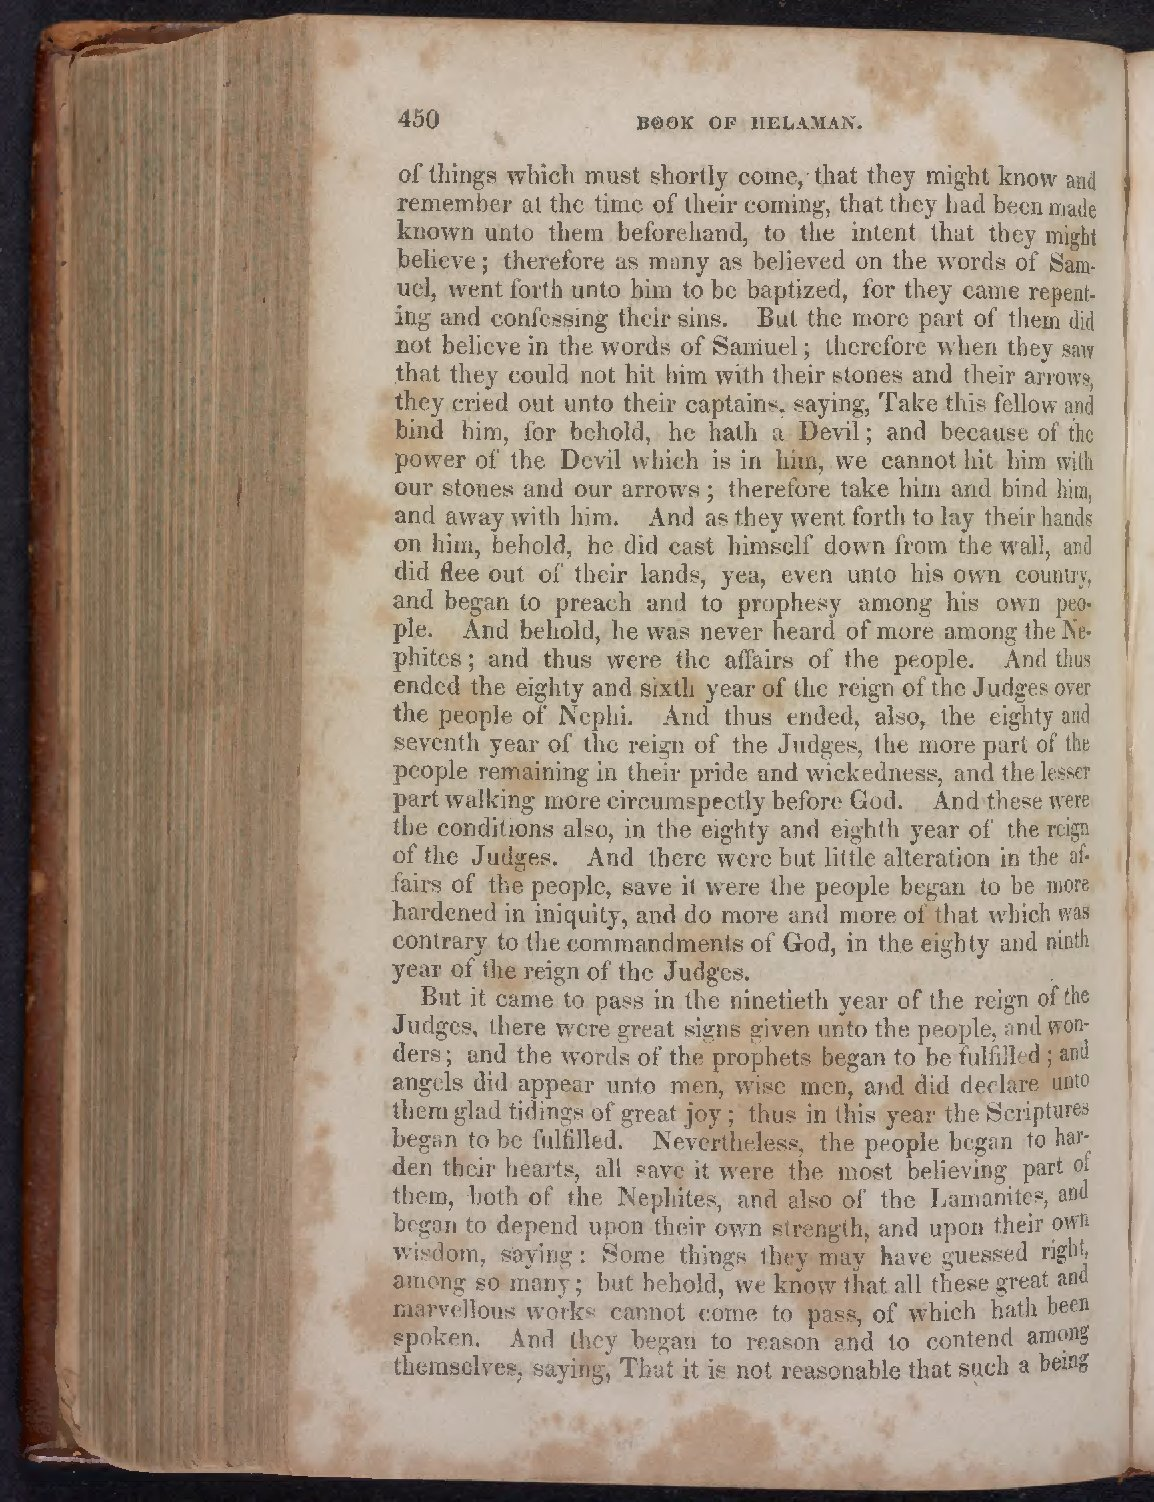 450 BOOK OF HELAMAN.
of things which must shortly come, that they might know and
remember at the time of their coming, that they had been made
known unto them beforehand, to the intent that they might
believe; therefore as many as believed on the words of Sam-
uel, went forth unto him to be baptized, for they came repent-
ing and confessing their sins. But the more part of them did
not believe in the words of Samuel; therefore when they saw
that they could not hit him with their stones and their arrows,
they cried out unto their captains, saying, Take this fellow and
bind him, for behold, he hath a Devil; and because of the
power of the Devil which is in him, we cannot hit him with
our stones and our arrows; therefore take him and bind him,
and away with him. And as they went forth to lay their hands
on him, behold, he did cast himself down from the wall, and
did flee out of their lands, yea, even unto his own country,
and began to preach and to prophesy among his own peo-
ple. And behold, he was never heard of more among the Ne-
phites; and thus were the affairs of the people. And thus
ended the eighty and sixth year of the reign of the Judges over
the people of Nephi. And thus ended, also, the eighty and
seventh year of the reign of the Judges, the more part of the
people remaining in their pride and wickedness, and the lesser
part walking more circumspectly before God. And these were
the conditions also, in the eighty and eighth year of the reign
of the Judges. And there were but little alteration in the af-
fairs of the people, save it were the people began to be more
hardened in iniquity, and do more and more of that which was
contrary to the commandments of God, in the eighty and ninth
year of the reign of the Judges.
But it came to pass in the ninetieth year of the reign of the
Judges, there were great signs given unto the people, and won-
ders; and the words of the prophets began to be fulfilled; and
angels did appear unto men, wise men, and did declare unto
them glad tidings of great joy; thus in this year the Scriptures
began to be fulfilled. Nevertheless, the people began to har-
den their hearts, all save it were the most believing part of
them, both of the Nephites, and also of the Lamanites, and
began to depend upon their own strength, and upon their own
wisdom, saying: Some things they may have guessed right,
among so many; but behold, we know that all these great and
marvellous works cannot come to pass, of which hath been
spoken. And they began to reason and to contend among
themselves, saying, That it is not reasonable that such a being